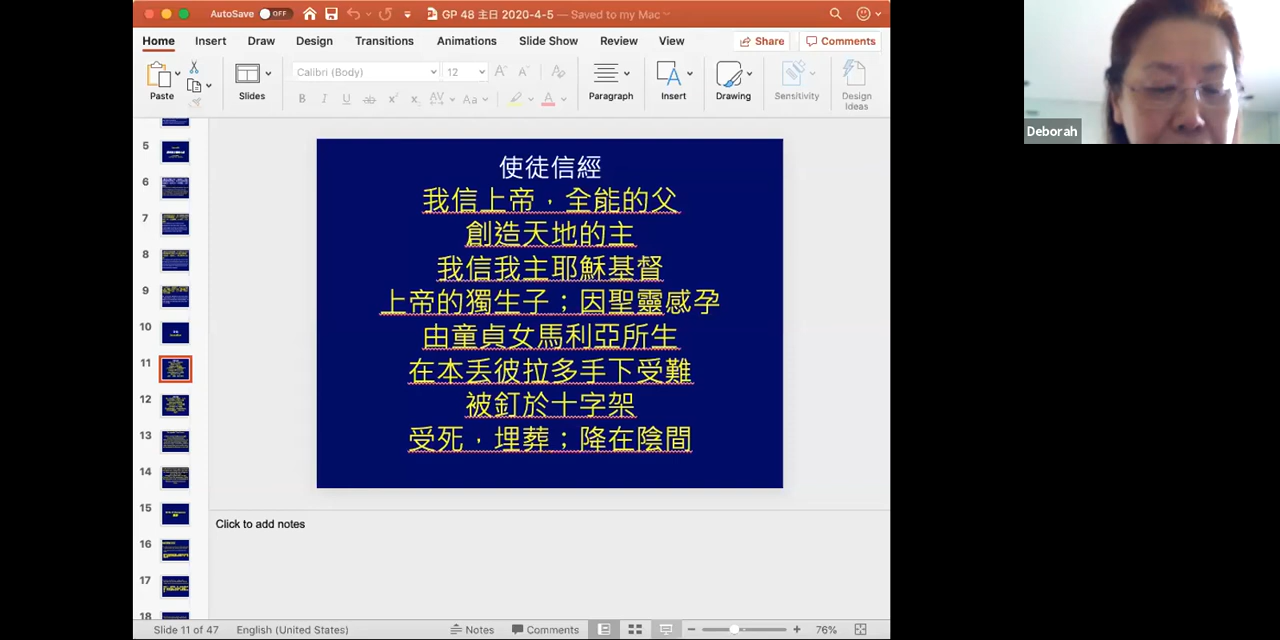 AutoSave OFF GP 48 主日 2020-4-5 — Saved to my Mac
Home Insert Draw Design Transitions Animations Slide Show Review View Share Comments
Calibri (Body) 12
Paste Slides Paragraph Insert Drawing Sensitivity Design Ideas
Deborah
5
6
7
8
9
10
11
12
13
14
15
16
17
18
使徒信經
我信上帝，全能的父
創造天地的主
我信我主耶穌基督
上帝的獨生子；因聖靈感孕
由童貞女馬利亞所生
在本丟彼拉多手下受難
被釘於十字架
受死，埋葬；降在陰間
Click to add notes
Slide 11 of 47 English (United States) Notes Comments 76%